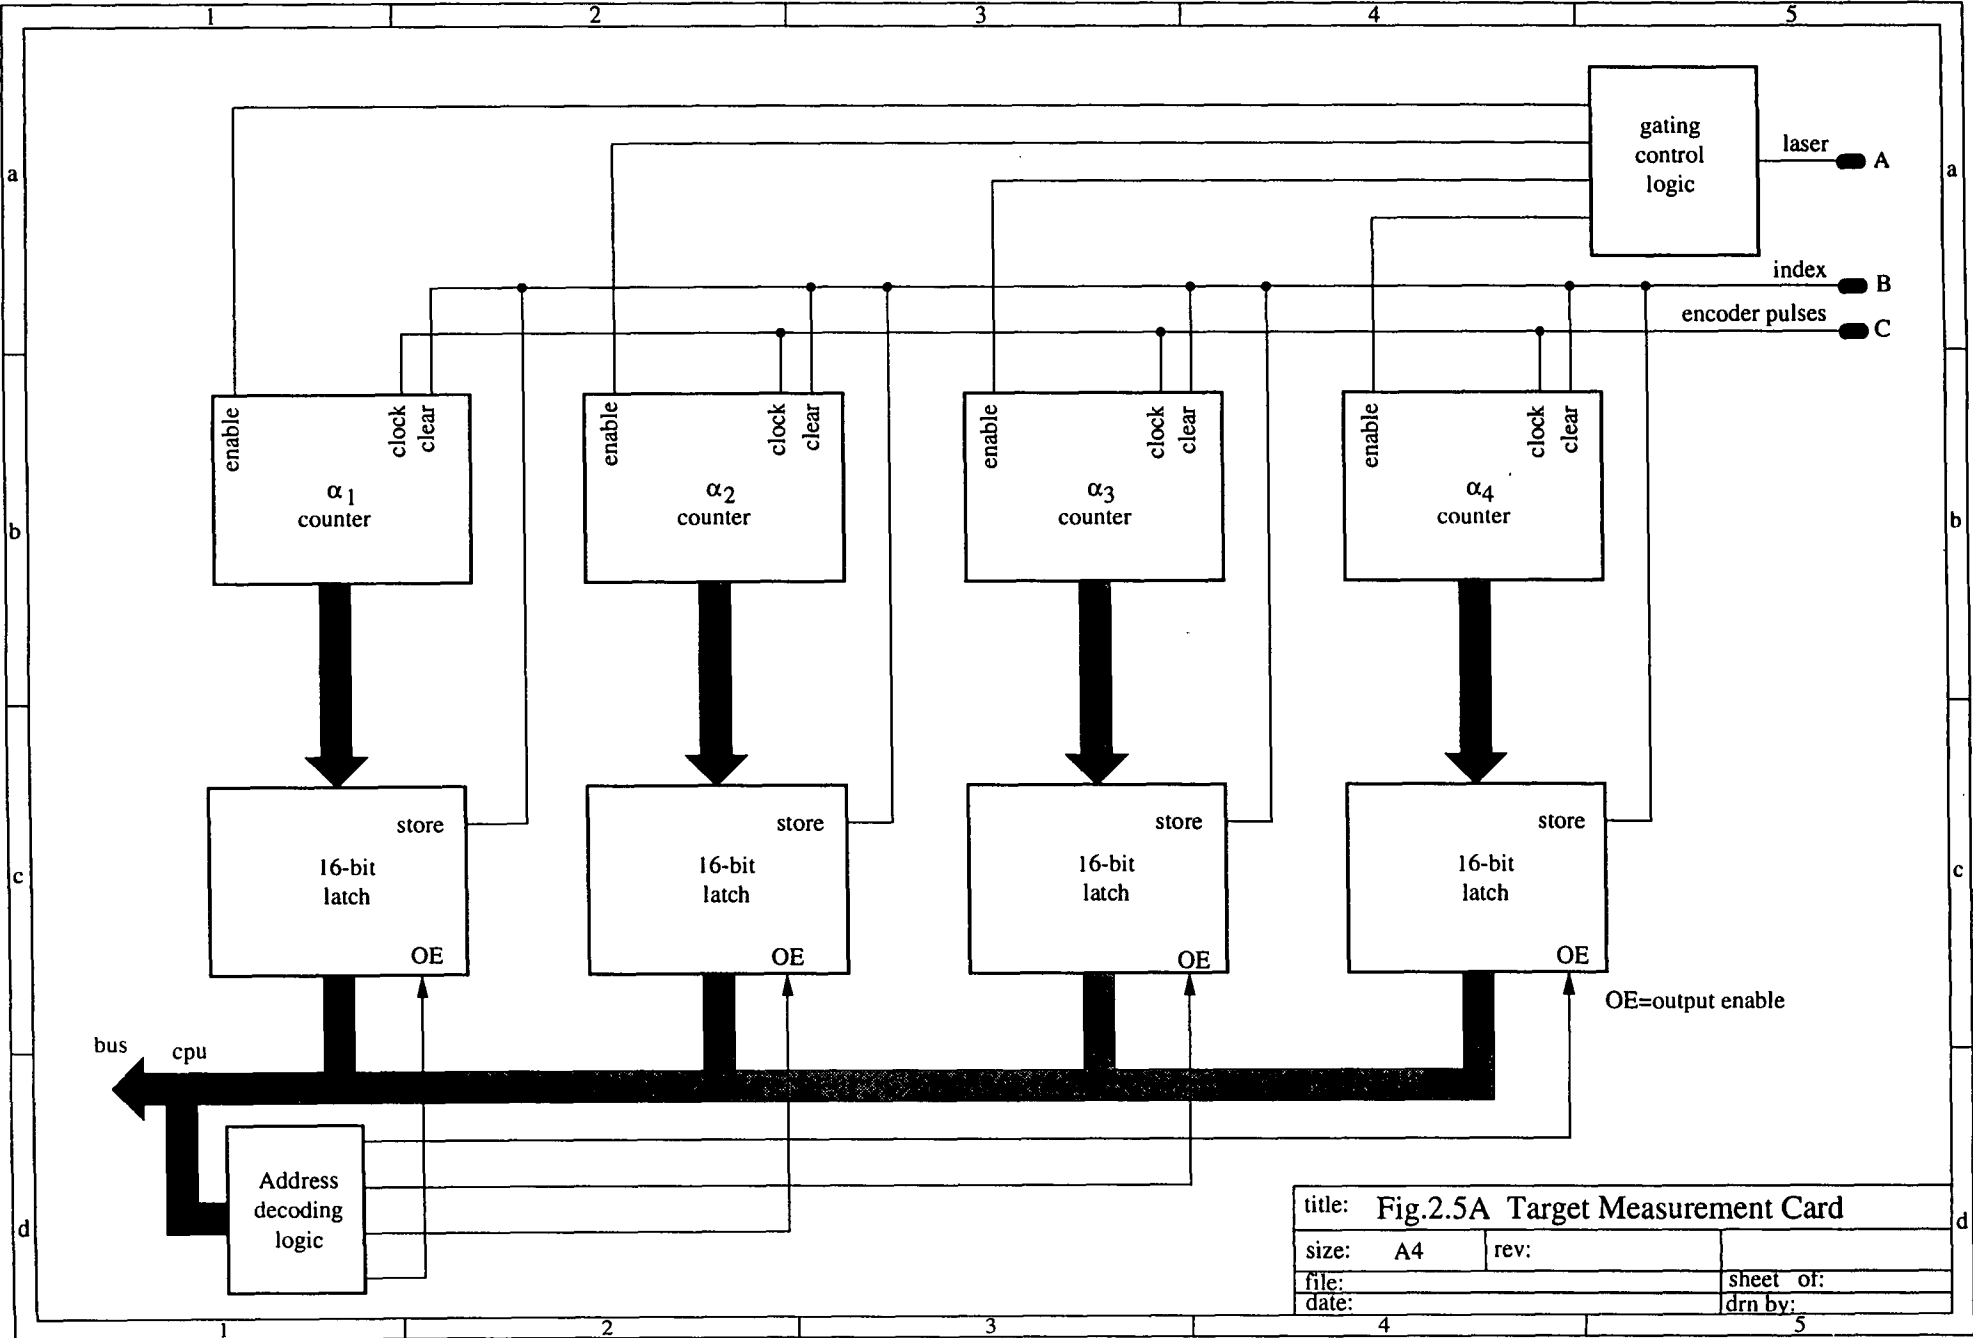 1 2 3 4 5
a
a
gating
control
logic
laser
A
index
B
encoder pulses
C
enable
clock
clear
α1
counter
enable
clock
clear
α2
counter
enable
clock
clear
α3
counter
enable
clock
clear
α4
counter
b
b
store
16-bit
latch
OE
store
16-bit
latch
OE
store
16-bit
latch
OE
store
16-bit
latch
OE
c
c
OE=output enable
bus cpu
Address
decoding
logic
d
d
title: Fig.2.5A Target Measurement Card
size: A4 rev:
file: sheet of:
date: drn by:
1 2 3 4 5